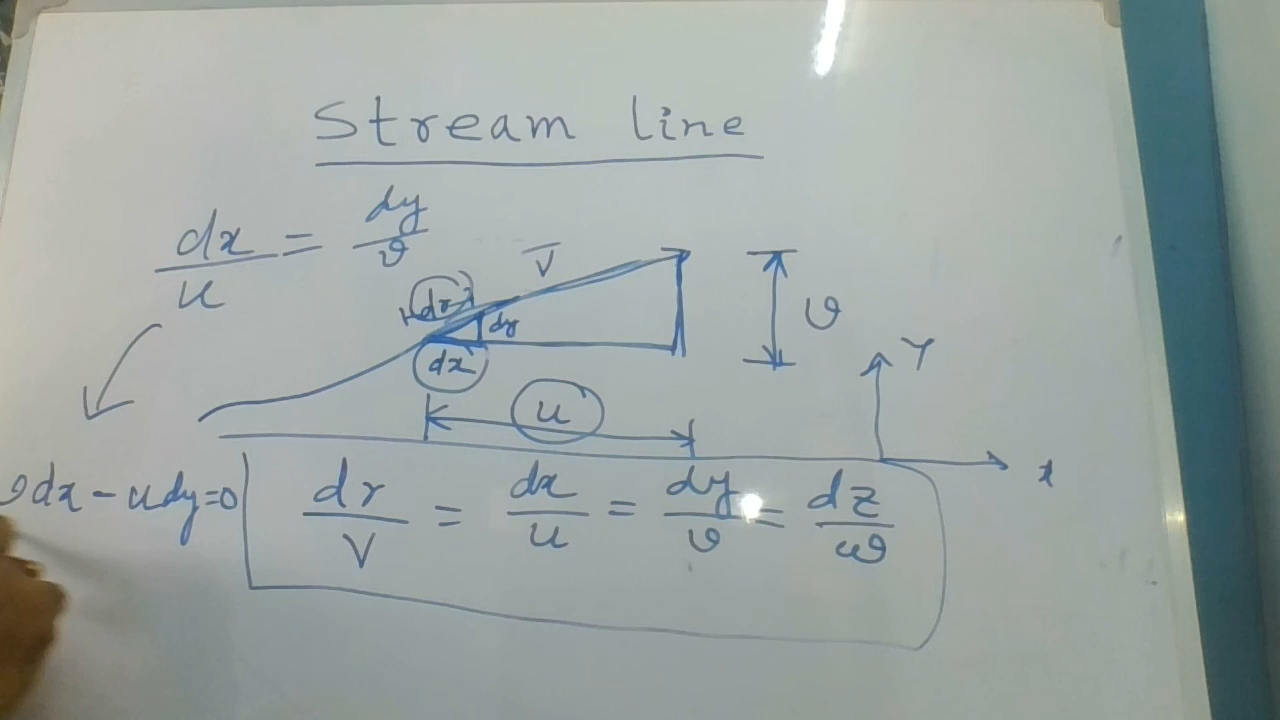 Stream line
dx/u = dy/v
V
dr
dy
dx
v
u
Y
x
vdx - udy=0
dr/V = dx/u = dy/v = dz/w